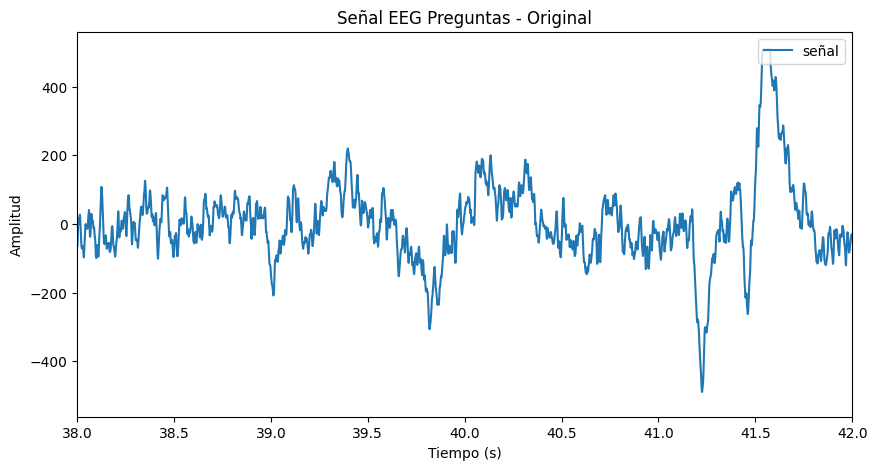 Señal EEG Preguntas - Original
señal
Amplitud
400
200
0
−200
−400
38.0 38.5 39.0 39.5 40.0 40.5 41.0 41.5 42.0
Tiempo (s)